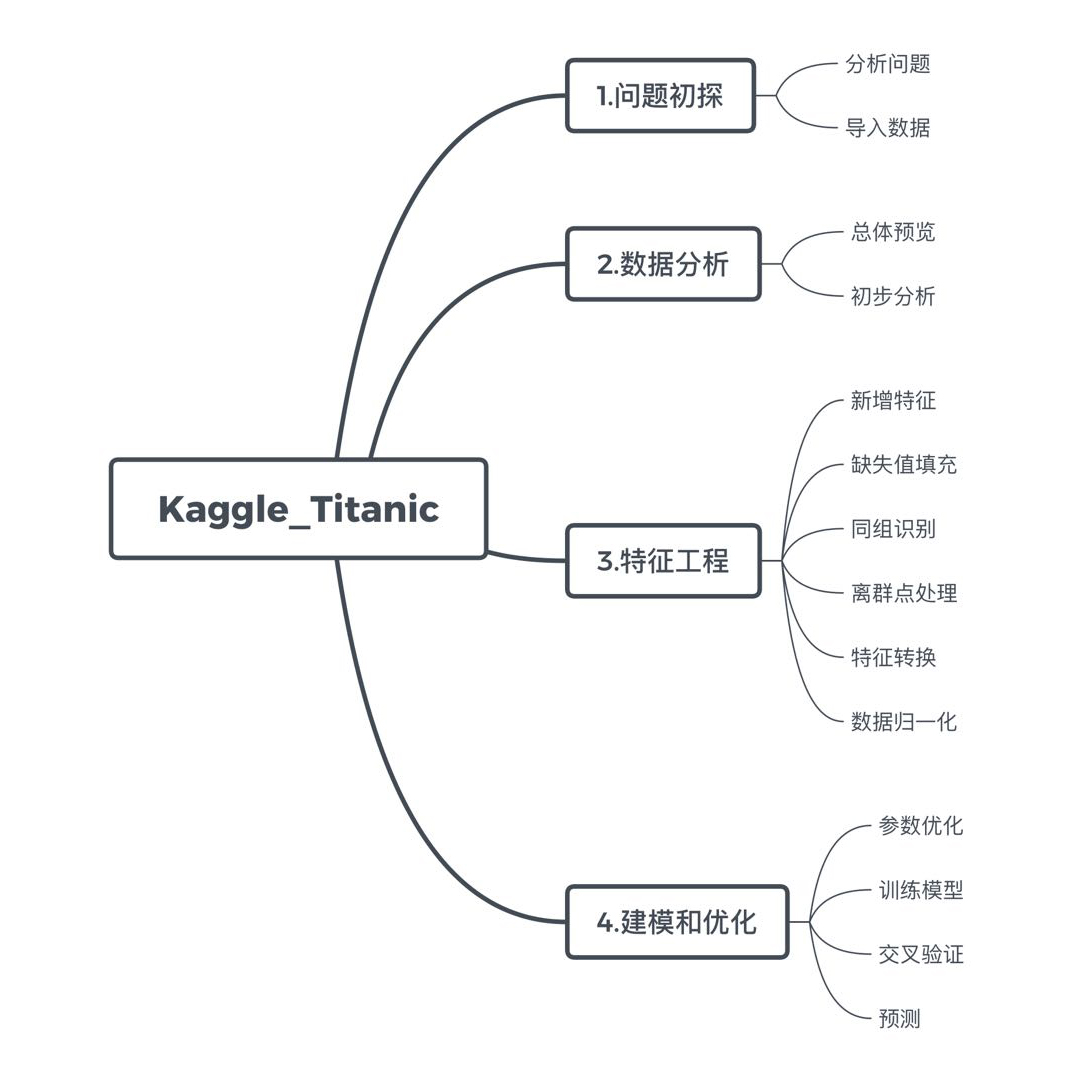 Kaggle_Titanic
1.问题初探
分析问题
导入数据
2.数据分析
总体预览
初步分析
3.特征工程
新增特征
缺失值填充
同组识别
离群点处理
特征转换
数据归一化
4.建模和优化
参数优化
训练模型
交叉验证
预测